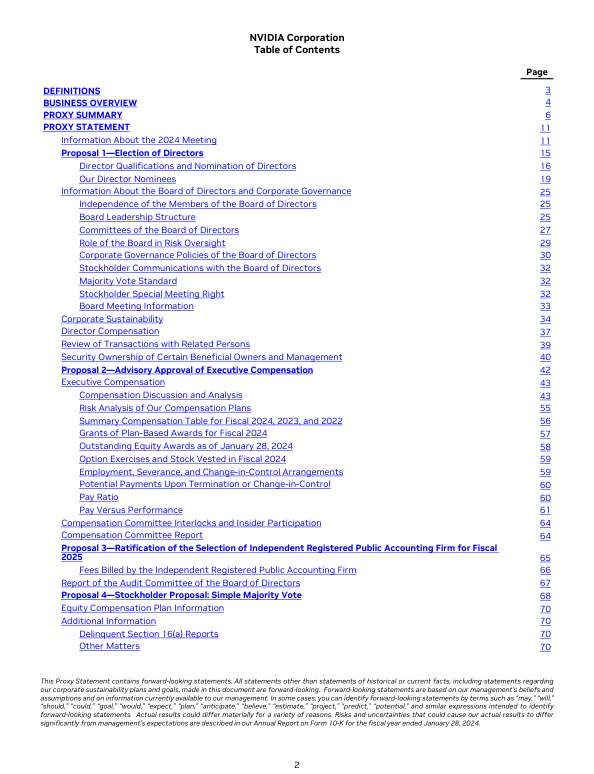 NVIDIA Corporation
Table of Contents
Page
DEFINITIONS 3
BUSINESS OVERVIEW 4
PROXY SUMMARY 6
PROXY STATEMENT 11
Information About the 2024 Meeting 11
Proposal 1—Election of Directors 15
Director Qualifications and Nomination of Directors 16
Our Director Nominees 19
Information About the Board of Directors and Corporate Governance 25
Independence of the Members of the Board of Directors 25
Board Leadership Structure 25
Committees of the Board of Directors 27
Role of the Board in Risk Oversight 29
Corporate Governance Policies of the Board of Directors 30
Stockholder Communications with the Board of Directors 32
Majority Vote Standard 32
Stockholder Special Meeting Right 32
Board Meeting Information 33
Corporate Sustainability 34
Director Compensation 37
Review of Transactions with Related Persons 39
Security Ownership of Certain Beneficial Owners and Management 40
Proposal 2—Advisory Approval of Executive Compensation 42
Executive Compensation 43
Compensation Discussion and Analysis 43
Risk Analysis of Our Compensation Plans 55
Summary Compensation Table for Fiscal 2024, 2023, and 2022 56
Grants of Plan-Based Awards for Fiscal 2024 57
Outstanding Equity Awards as of January 28, 2024 58
Option Exercises and Stock Vested in Fiscal 2024 59
Employment, Severance, and Change-in-Control Arrangements 59
Potential Payments Upon Termination or Change-in-Control 60
Pay Ratio 60
Pay Versus Performance 61
Compensation Committee Interlocks and Insider Participation 64
Compensation Committee Report 64
Proposal 3—Ratification of the Selection of Independent Registered Public Accounting Firm for Fiscal
2025 65
Fees Billed by the Independent Registered Public Accounting Firm 66
Report of the Audit Committee of the Board of Directors 67
Proposal 4—Stockholder Proposal: Simple Majority Vote 68
Equity Compensation Plan Information 70
Additional Information 70
Delinquent Section 16(a) Reports 70
Other Matters 70
This Proxy Statement contains forward-looking statements. All statements other than statements of historical or current facts, including statements regarding
our corporate sustainability plans and goals, made in this document are forward-looking. Forward-looking statements are based on our management's beliefs and
assumptions and on information currently available to management. In some cases, you can identify forward-looking statements by terms such as "may," "will,"
"should," "could," "goal," "would," "expect," "plan," "anticipate," "believe," "estimate," "project," "predict," "potential," and similar expressions intended to identify
forward-looking statements. Actual results could differ materially for a variety of reasons. Risks and uncertainties that could cause our actual results to differ
significantly from management's expectations are described in our Annual Report on Form 10-K for the fiscal year ended January 28, 2024.
2